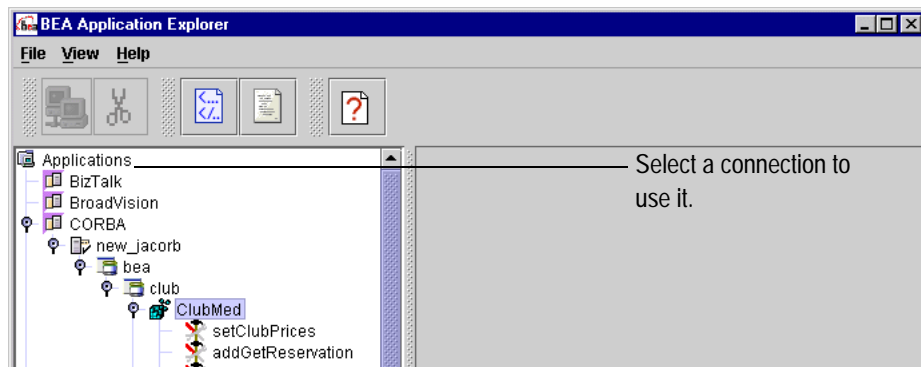 BEA Application Explorer
File View Help
Applications
Select a connection to
use it.
BizTalk
BroadVision
CORBA
new_jacorb
bea
club
ClubMed
setClubPrices
addGetReservation